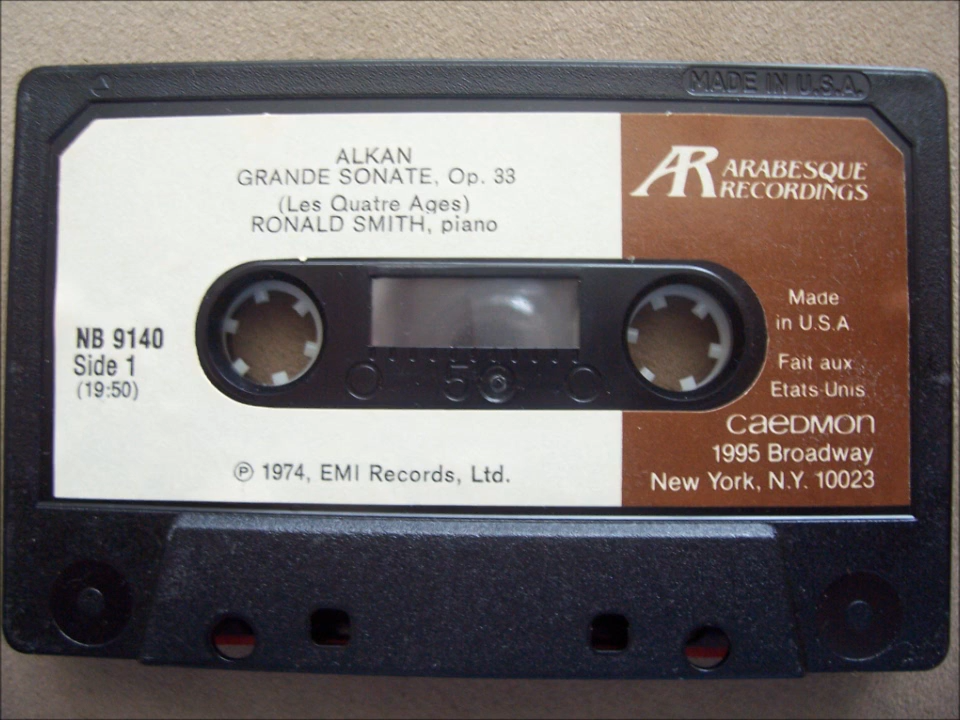 MADE IN U.S.A.
ALKAN
GRANDE SONATE, Op. 33
(Les Quatre Ages)
RONALD SMITH, piano
AR ARABESQUE
RECORDINGS
NB 9140
Side 1
(19:50)
Made
in U.S.A.
Fait aux
Etats-Unis
CAEDMON
1995 Broadway
New York, N.Y. 10023
50
℗ 1974, EMI Records, Ltd.